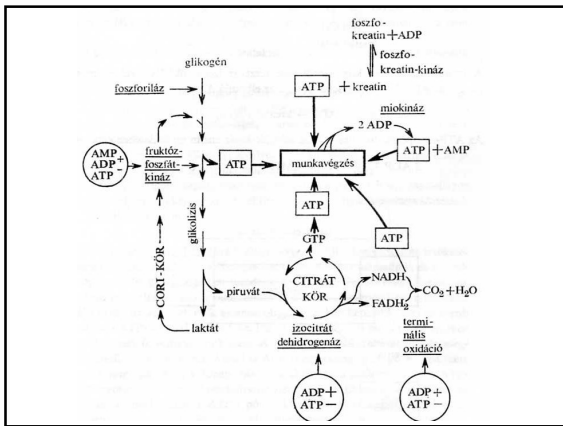 foszfo-
kreatin+ADP
foszfo-
kreatin-kináz
glikogén
foszforiláz
ATP
+ kreatin
miokináz
2 ADP
ATP
+AMP
AMP
ADP +
ATP −
fruktóz-
foszfát-
kináz
ATP
munkavégzés
ATP
GTP
ATP
glikolízis
CORI-KÖR
CITRÁT
KÖR
NADH
FADH₂
CO₂+H₂O
piruvát
laktát
izocitrát
dehidrogenáz
termi-
nális
oxidáció
ADP+
ATP−
ADP+
ATP−